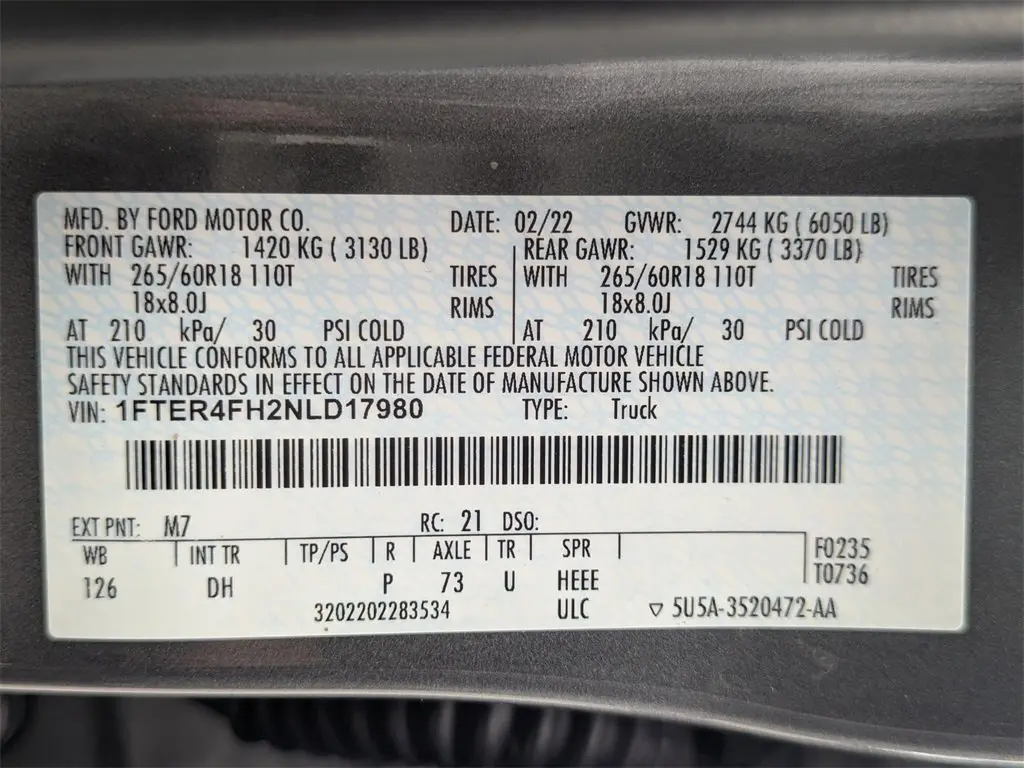 MFD. BY FORD MOTOR CO. DATE: 02/22 GVWR: 2744 KG ( 6050 LB)
FRONT GAWR: 1420 KG ( 3130 LB) REAR GAWR: 1529 KG ( 3370 LB)
WITH 265/60R18 110T TIRES WITH 265/60R18 110T TIRES
18x8.0J RIMS 18x8.0J RIMS
AT 210 kPa/ 30 PSI COLD AT 210 kPa/ 30 PSI COLD
THIS VEHICLE CONFORMS TO ALL APPLICABLE FEDERAL MOTOR VEHICLE
SAFETY STANDARDS IN EFFECT ON THE DATE OF MANUFACTURE SHOWN ABOVE.
VIN: 1FTER4FH2NLD17980 TYPE: Truck
EXT PNT: M7 RC: 21 DSO:
WB INT TR TP/PS R AXLE TR SPR F0235
126 DH P 73 U HEEE T0736
3202202283534 ULC ▽ 5U5A-3520472-AA